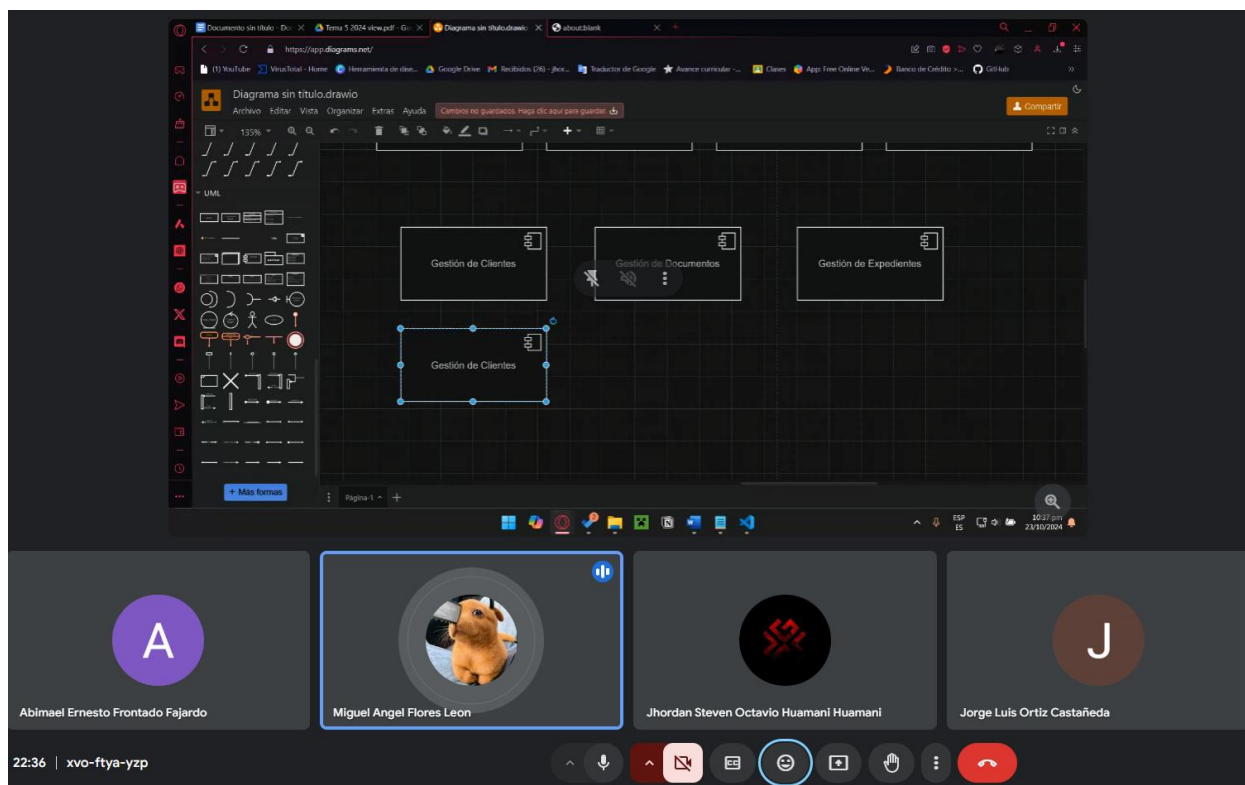 Documento sin título - Doc
Tema 5 2024 view.pdf - Go
Diagrama sin título.drawio
about:blank
https://app.diagrams.net/
(1) YouTube
VirusTotal - Home
Herramienta de dise...
Google Drive
Recibidos (26) - jhor...
Traductor de Google
Avance curricular -...
Clases
App: Free Online Ve...
Banco de Crédito >...
GitHub
Diagrama sin título.drawio
Archivo Editar Vista Organizar Extras Ayuda
Cambios no guardados. Haga clic aquí para guardar.
Compartir
135%
UML
Gestión de Clientes
Gestión de Documentos
Gestión de Expedientes
Gestión de Clientes
+ Más formas
Página-1
ESP
ES
10:37 pm
23/10/2024
A
Abimael Ernesto Frontado Fajardo
Miguel Angel Flores Leon
Jhordan Steven Octavio Huamani Huamani
J
Jorge Luis Ortiz Castañeda
22:36 | xvo-ftya-yzp